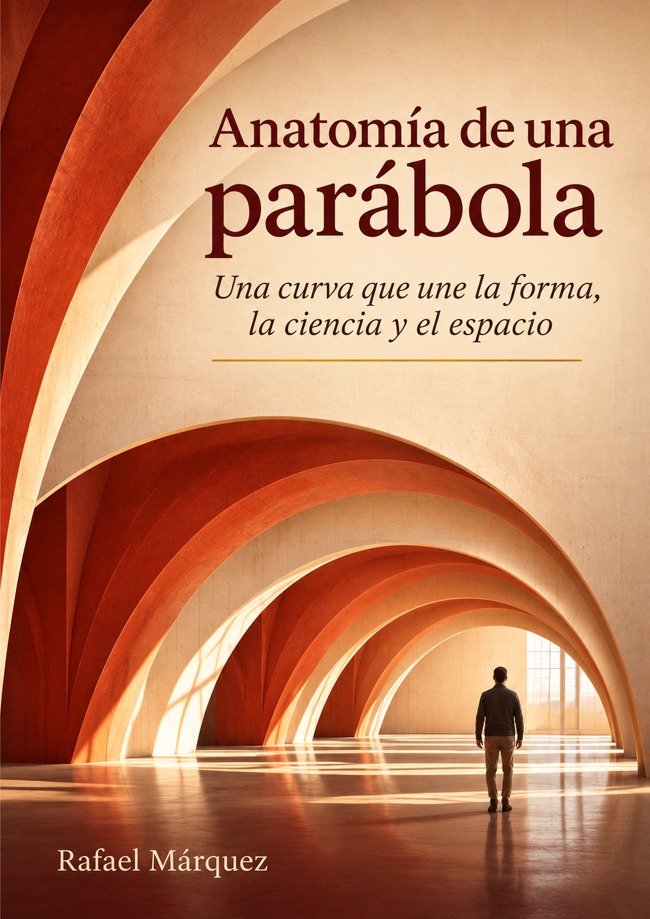 Anatomía de una
parábola
Una curva que une la forma,
la ciencia y el espacio
Rafael Márquez